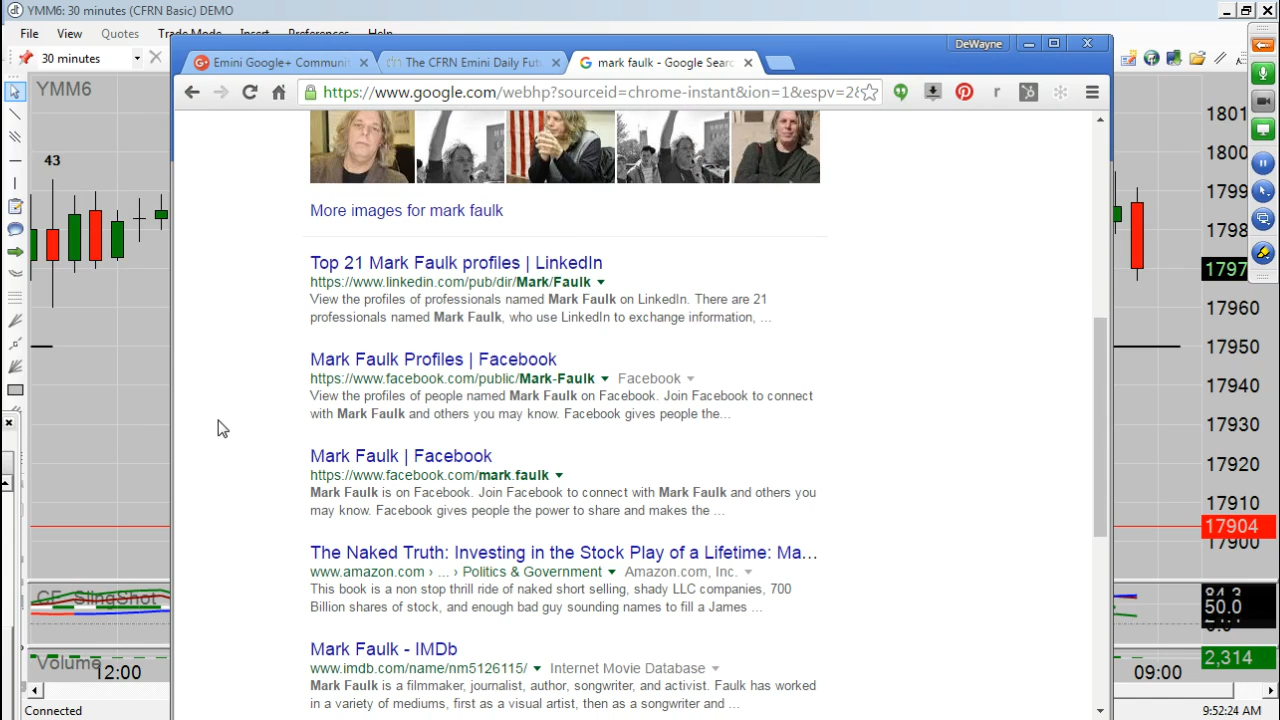 YMM6: 30 minutes (CFRN Basic) DEMO
File View Quotes Trade Mode Insert Preferences Help
30 minutes
DeWayne
Emini Google+ Communit
The CFRN Emini Daily Futu
mark faulk - Google Searc
https://www.google.com/webhp?sourceid=chrome-instant&ion=1&espv=2
YMM6
43
More images for mark faulk
Top 21 Mark Faulk profiles | LinkedIn
https://www.linkedin.com/pub/dir/Mark/Faulk
View the profiles of professionals named Mark Faulk on LinkedIn. There are 21
professionals named Mark Faulk, who use LinkedIn to exchange information, ...
Mark Faulk Profiles | Facebook
https://www.facebook.com/public/Mark-Faulk Facebook
View the profiles of people named Mark Faulk on Facebook. Join Facebook to connect
with Mark Faulk and others you may know. Facebook gives people the...
Mark Faulk | Facebook
https://www.facebook.com/mark.faulk
Mark Faulk is on Facebook. Join Facebook to connect with Mark Faulk and others you
may know. Facebook gives people the power to share and makes the ...
The Naked Truth: Investing in the Stock Play of a Lifetime: Ma...
www.amazon.com › ... › Politics & Government Amazon.com, Inc.
This book is a non stop thrill ride of naked short selling, shady LLC companies, 700
Billion shares of stock, and enough bad guy sounding names to fill a James ...
Mark Faulk - IMDb
www.imdb.com/name/nm5126115/ Internet Movie Database
Mark Faulk is a filmmaker, journalist, author, songwriter, and activist. Faulk has worked
in a variety of mediums, first as a visual artist, then as a songwriter and ...
1801
1800
1799
1798
1797
17960
17950
17940
17930
17920
17910
17904
17900
CF SlingShot
84.3
50.0
Volume
2,314
12:00
09:00
Connected
9:52:24 AM